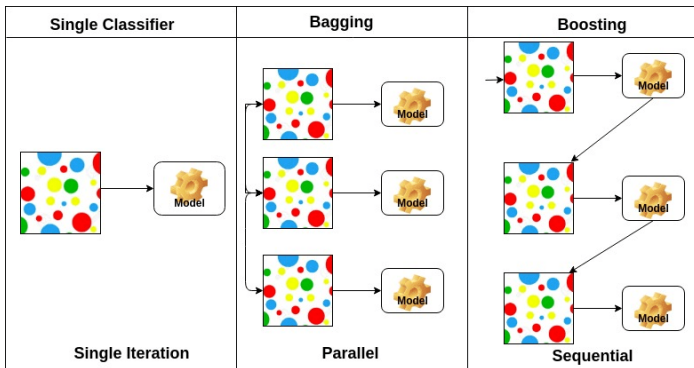 Single Classifier
Bagging
Boosting
Model
Model
Model
Model
Model
Model
Model
Single Iteration
Parallel
Sequential